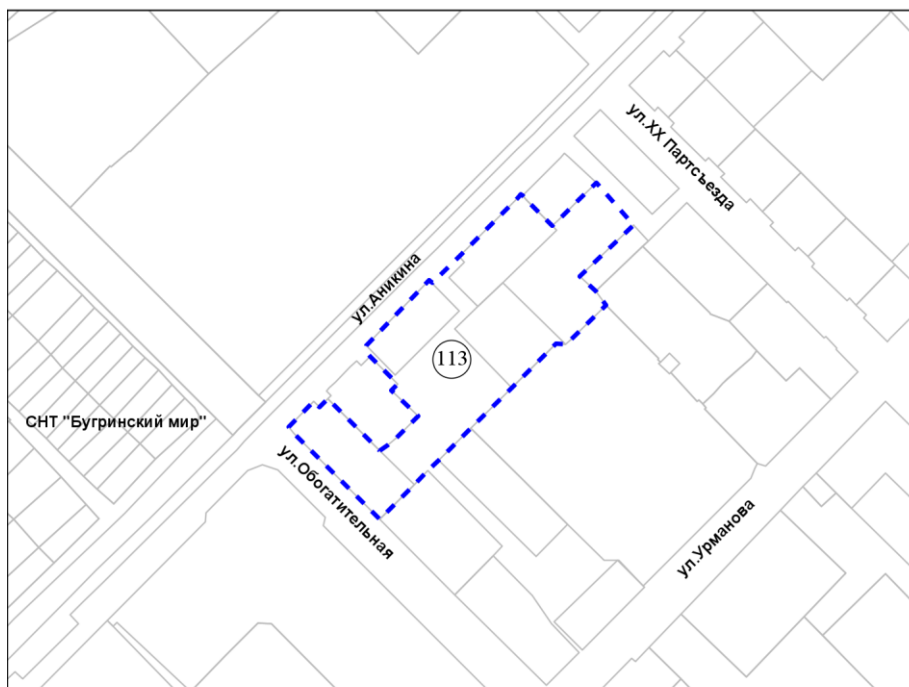 ул.XX Партсъезда
ул.Аникина
113
СНТ "Бугринский мир"
ул.Обогатительная
ул.Урманова